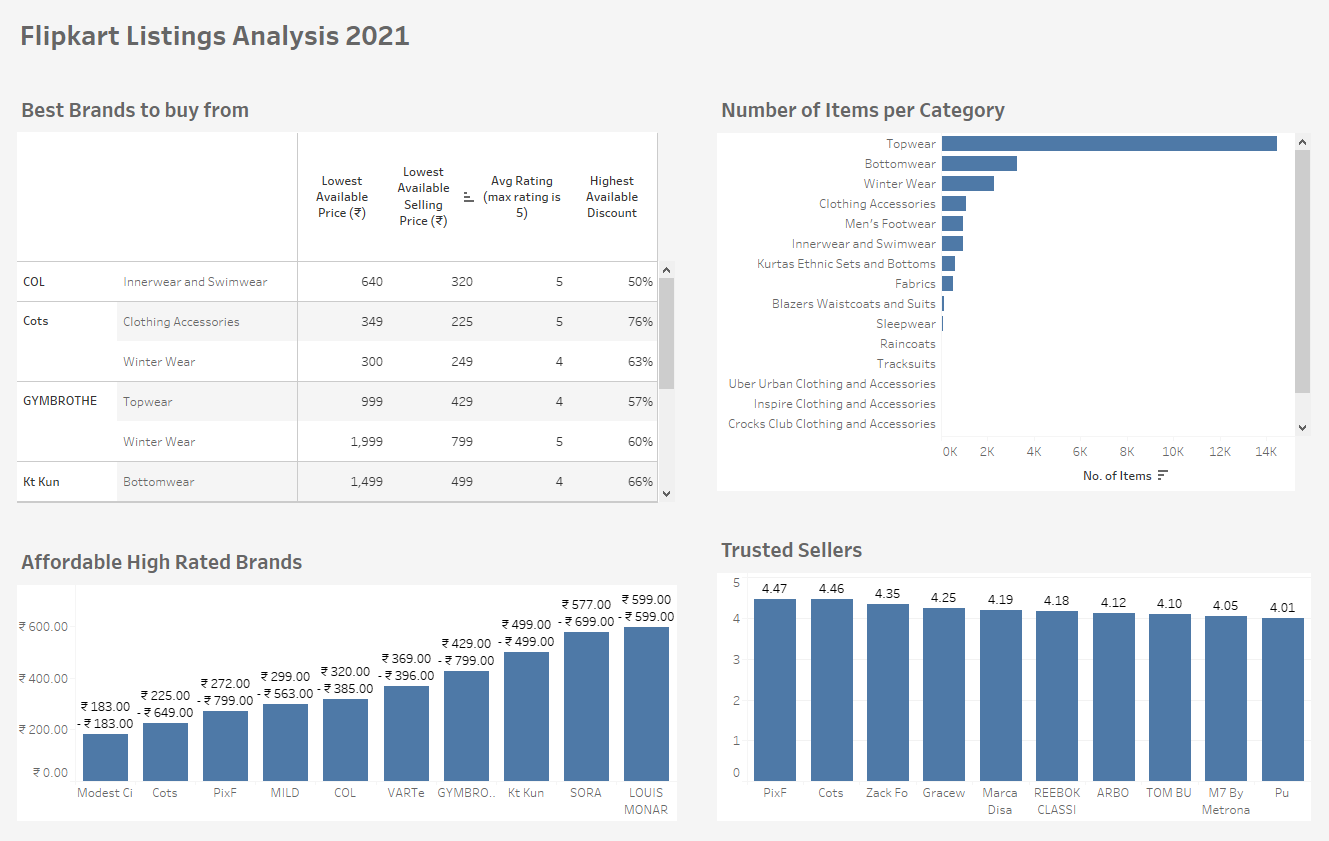 Flipkart Listings Analysis 2021
Best Brands to buy from
Lowest Available Price (₹)
Lowest Available Selling Price (₹)
Avg Rating (max rating is 5)
Highest Available Discount
COL Innerwear and Swimwear 640 320 5 50%
Cots Clothing Accessories 349 225 5 76%
Winter Wear 300 249 4 63%
GYMBROTHE Topwear 999 429 4 57%
Winter Wear 1,999 799 5 60%
Kt Kun Bottomwear 1,499 499 4 66%
Number of Items per Category
Topwear
Bottomwear
Winter Wear
Clothing Accessories
Men's Footwear
Innerwear and Swimwear
Kurtas Ethnic Sets and Bottoms
Fabrics
Blazers Waistcoats and Suits
Sleepwear
Raincoats
Tracksuits
Uber Urban Clothing and Accessories
Inspire Clothing and Accessories
Crocks Club Clothing and Accessories
0K 2K 4K 6K 8K 10K 12K 14K
No. of Items
Affordable High Rated Brands
₹ 600.00
₹ 400.00
₹ 200.00
₹ 0.00
₹ 183.00
- ₹ 183.00
₹ 225.00
- ₹ 649.00
₹ 272.00
- ₹ 799.00
₹ 299.00
- ₹ 563.00
₹ 320.00
- ₹ 385.00
₹ 369.00
- ₹ 396.00
₹ 429.00
- ₹ 799.00
₹ 499.00
- ₹ 499.00
₹ 577.00
- ₹ 699.00
₹ 599.00
- ₹ 599.00
Modest Ci Cots PixF MILD COL VARTe GYMBRO.. Kt Kun SORA LOUIS MONAR
Trusted Sellers
5
4
3
2
1
0
4.47 4.46 4.35 4.25 4.19 4.18 4.12 4.10 4.05 4.01
PixF Cots Zack Fo Gracew Marca Disa REEBOK CLASSI ARBO TOM BU M7 By Metrona Pu